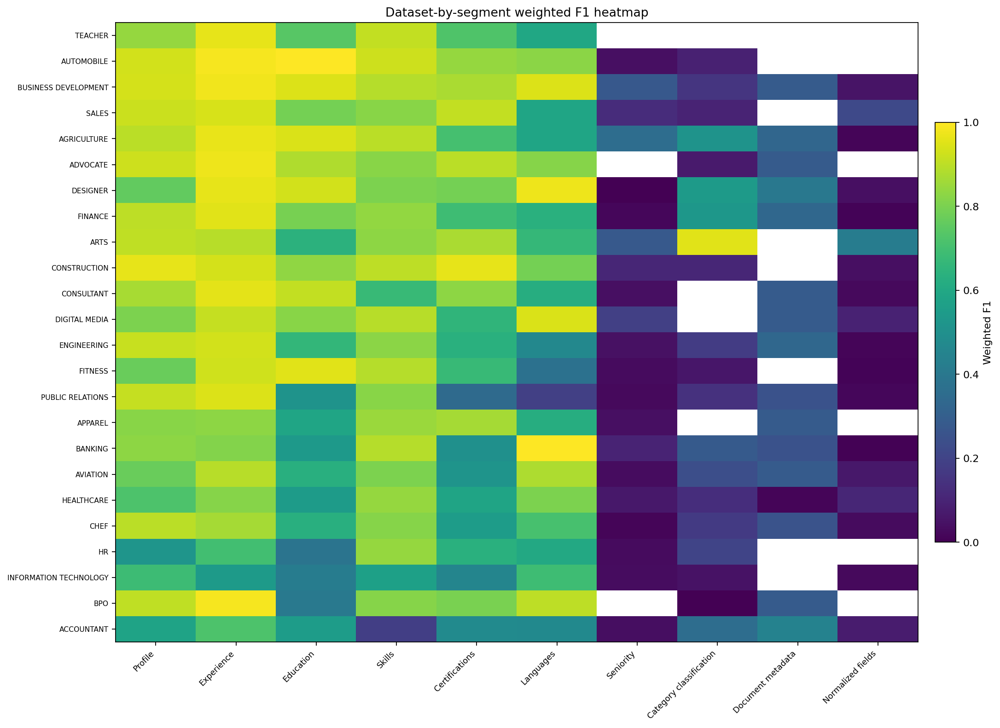 Dataset-by-segment weighted F1 heatmap
TEACHER
AUTOMOBILE
BUSINESS DEVELOPMENT
SALES
AGRICULTURE
ADVOCATE
DESIGNER
FINANCE
ARTS
CONSTRUCTION
CONSULTANT
DIGITAL MEDIA
ENGINEERING
FITNESS
PUBLIC RELATIONS
APPAREL
BANKING
AVIATION
HEALTHCARE
CHEF
HR
INFORMATION TECHNOLOGY
BPO
ACCOUNTANT
Profile
Experience
Education
Skills
Certifications
Languages
Seniority
Category classification
Document metadata
Normalized fields
1.0
0.8
0.6
0.4
0.2
0.0
Weighted F1